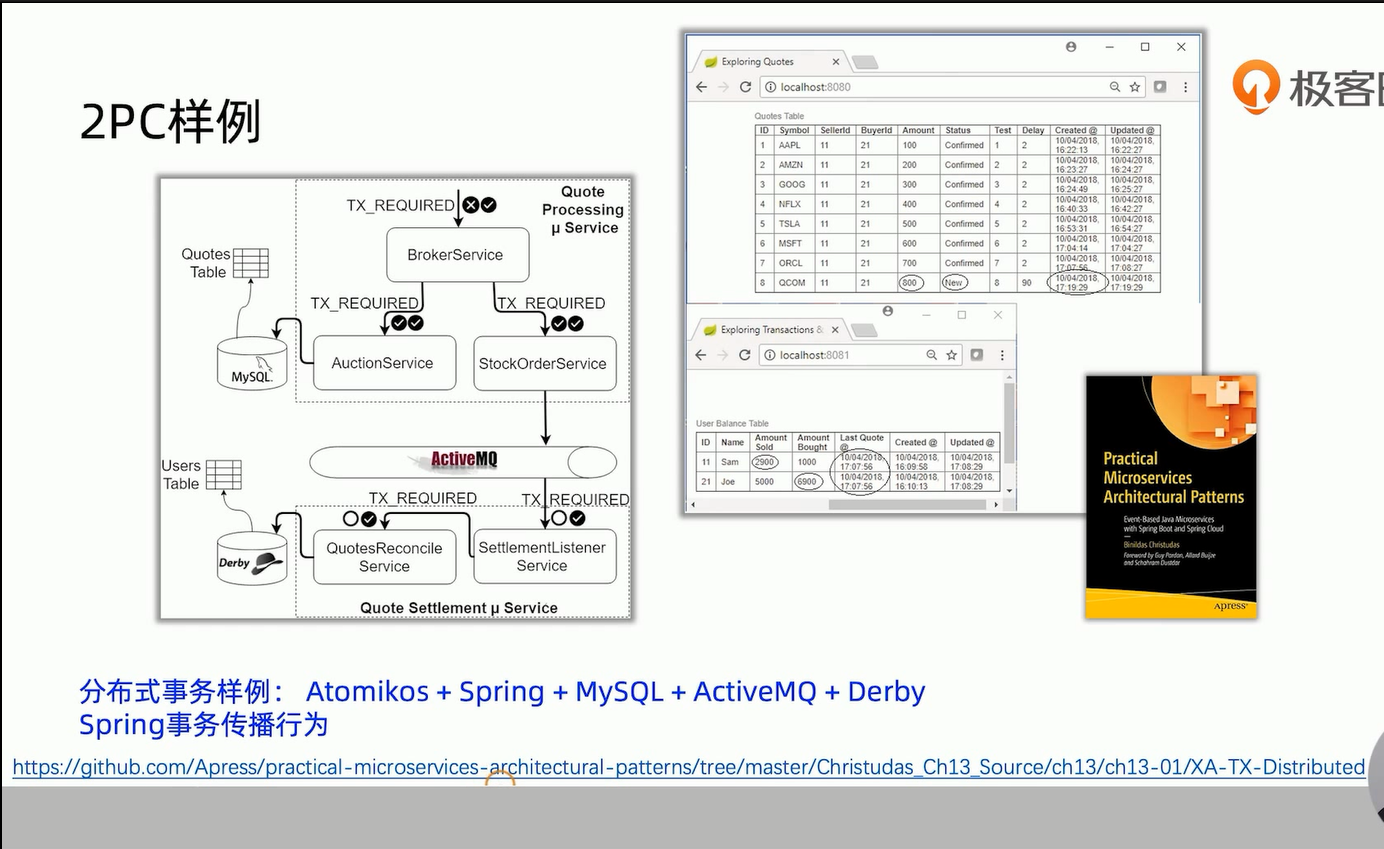 2PC样例
Quote
Processing
μ Service
TX_REQUIRED
BrokerService
Quotes
Table
TX_REQUIRED
TX_REQUIRED
AuctionService
StockOrderService
MySQL
ActiveMQ
Users
Table
TX_REQUIRED
TX_REQUIRED
QuotesReconcile
Service
SettlementListener
Service
Derby
Quote Settlement μ Service
Exploring Quotes
localhost:8080
Quotes Table
ID Symbol SellerId BuyerId Amount Status Test Delay Created @ Updated @
1 AAPL 11 21 100 Confirmed 1 2 10/04/2018, 16:22:13 10/04/2018, 16:22:27
2 AMZN 11 21 200 Confirmed 2 2 10/04/2018, 16:23:27 10/04/2018, 16:24:27
3 GOOG 11 21 300 Confirmed 3 2 10/04/2018, 16:24:49 10/04/2018, 16:25:27
4 NFLX 11 21 400 Confirmed 4 2 10/04/2018, 16:40:33 10/04/2018, 16:42:27
5 TSLA 11 21 500 Confirmed 5 2 10/04/2018, 16:53:31 10/04/2018, 16:54:27
6 MSFT 11 21 600 Confirmed 6 2 10/04/2018, 17:04:14 10/04/2018, 17:04:27
7 ORCL 11 21 700 Confirmed 7 2 10/04/2018, 17:07:56 10/04/2018, 17:08:27
8 QCOM 11 21 800 New 8 90 10/04/2018, 17:19:29 10/04/2018, 17:19:29
Exploring Transactions &
localhost:8081
User Balance Table
ID Name Amount Sold Amount Bought Last Quote @ Created @ Updated @
11 Sam 2900 1000 10/04/2018, 17:07:56 10/04/2018, 16:09:58 10/04/2018, 17:08:29
21 Joe 5000 6900 10/04/2018, 17:07:56 10/04/2018, 16:10:13 10/04/2018, 17:08:29
极客
Practical
Microservices
Architectural Patterns
Event-Based Java Microservices
with Spring Boot and Spring Cloud
Binildas Christudas
Foreword by Guy Pardon, Allard Buijze
and Schahram Dustdar
Apress®
分布式事务样例： Atomikos + Spring + MySQL + ActiveMQ + Derby
Spring事务传播行为
https://github.com/Apress/practical-microservices-architectural-patterns/tree/master/Christudas_Ch13_Source/ch13/ch13-01/XA-TX-Distributed